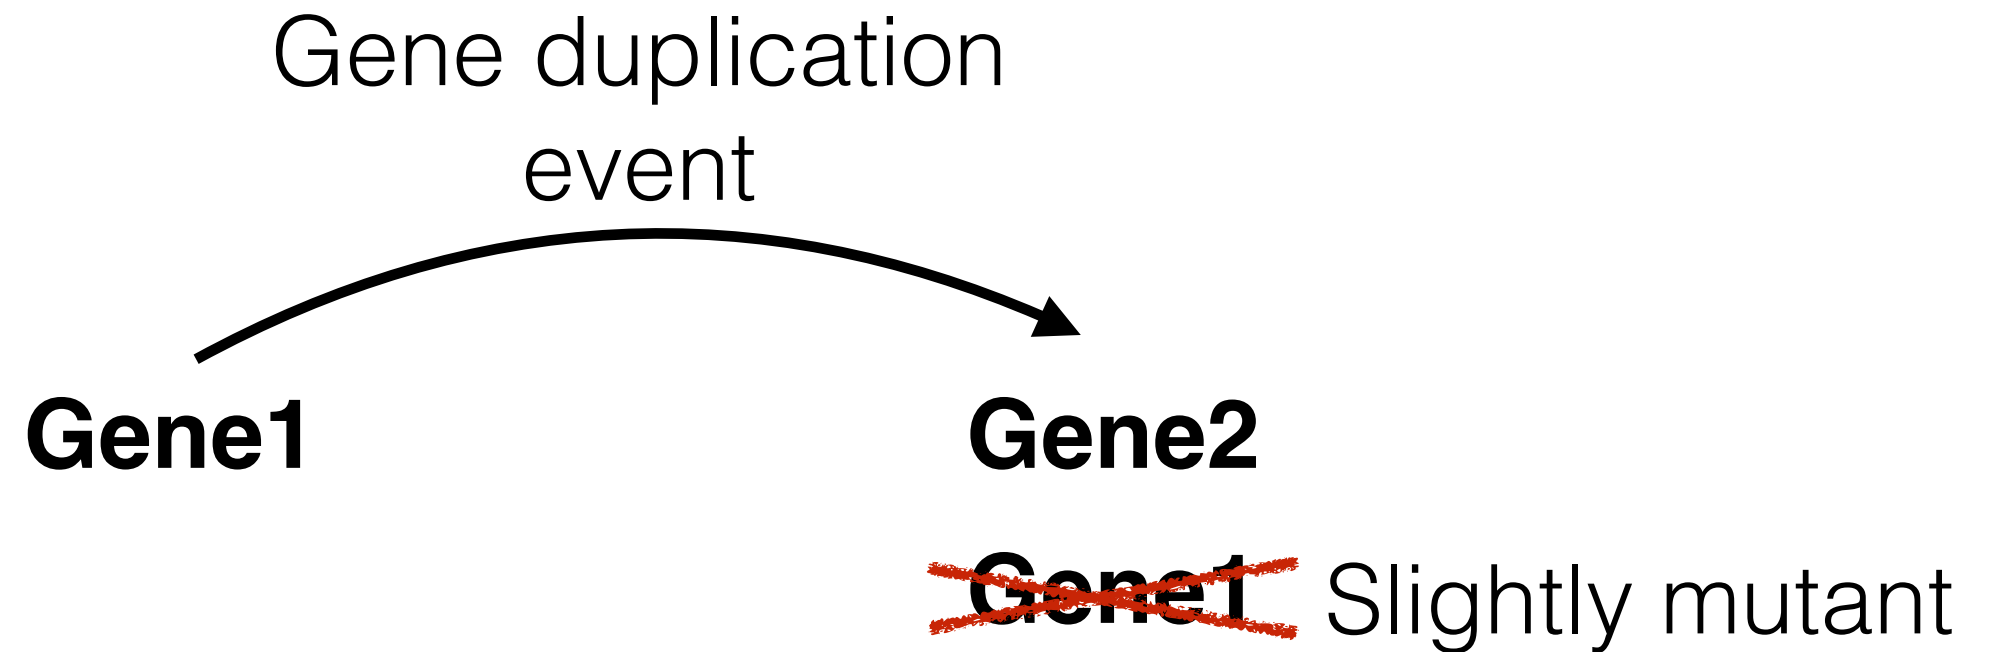 Gene duplication
event
Gene1
Gene2
Gene1 Slightly mutant